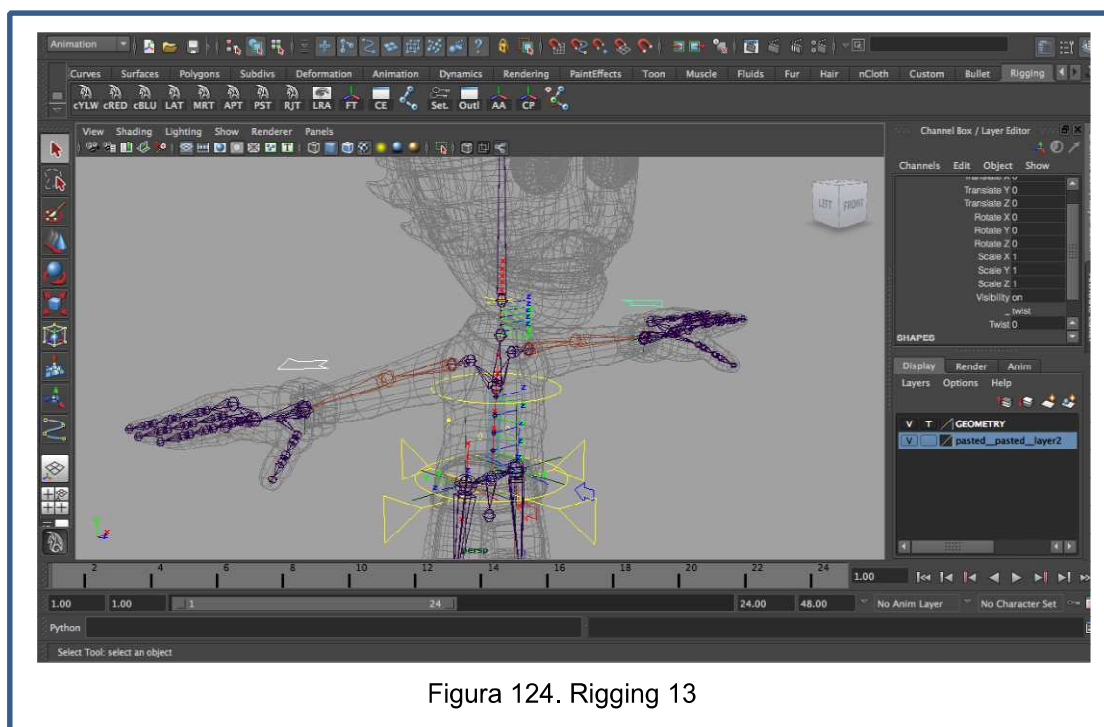 Animation
Curves Surfaces Polygons Subdivs Deformation Animation Dynamics Rendering PaintEffects Toon Muscle Fluids Fur Hair nCloth Custom Bullet Rigging
cYLW cRED cBLU LAT MRT APT PST RJT LRA FT CE Set. Outl AA CP
View Shading Lighting Show Renderer Panels
LEFT FRONT
persp
Channel Box / Layer Editor
Channels Edit Object Show
Translate X 0
Translate Y 0
Translate Z 0
Rotate X 0
Rotate Y 0
Rotate Z 0
Scale X 1
Scale Y 1
Scale Z 1
Visibility on
_ twist
Twist 0
SHAPES
Display Render Anim
Layers Options Help
V T GEOMETRY
V pasted__pasted__layer2
2 4 6 8 10 12 14 16 18 20 22 24 1.00
1.00 1.00 1 24 24.00 48.00 No Anim Layer No Character Set
Python
Select Tool: select an object
Figura 124. Rigging 13